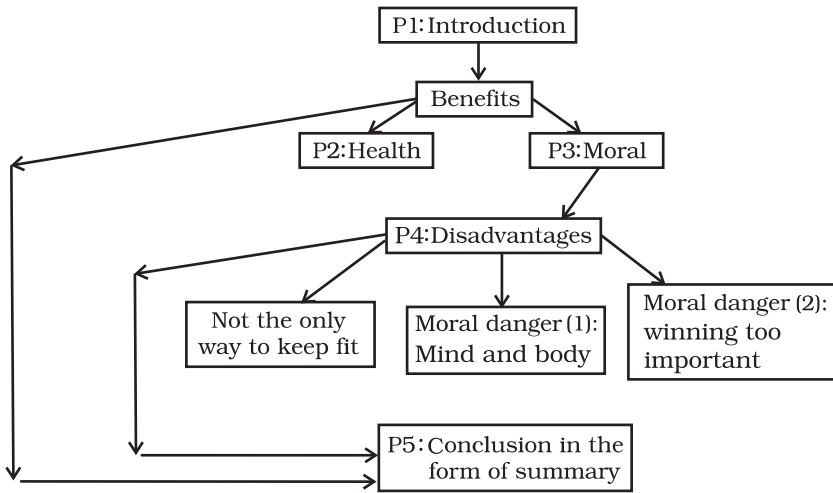 P1:Introduction
Benefits
P2:Health
P3:Moral
P4:Disadvantages
Not the only
way to keep fit
Moral danger (1):
Mind and body
Moral danger (2):
winning too
important
P5:Conclusion in the
form of summary